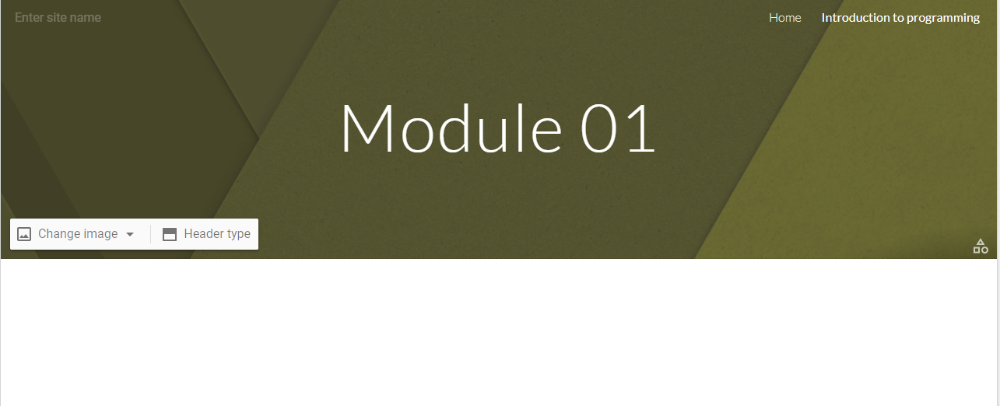 Enter site name
Home
Introduction to programming
Module 01
Change image
Header type